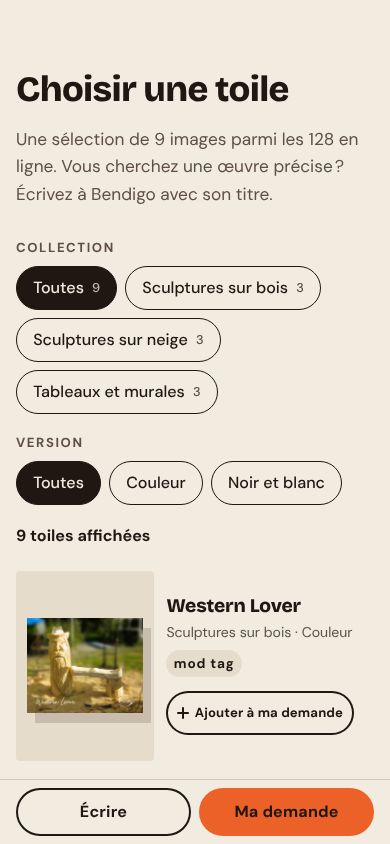 Choisir une toile
Une sélection de 9 images parmi les 128 en
ligne. Vous cherchez une œuvre précise ?
Écrivez à Bendigo avec son titre.
COLLECTION
Toutes 9
Sculptures sur bois 3
Sculptures sur neige 3
Tableaux et murales 3
VERSION
Toutes
Couleur
Noir et blanc
9 toiles affichées
Western Lover
Sculptures sur bois · Couleur
mod tag
+ Ajouter à ma demande
Écrire
Ma demande